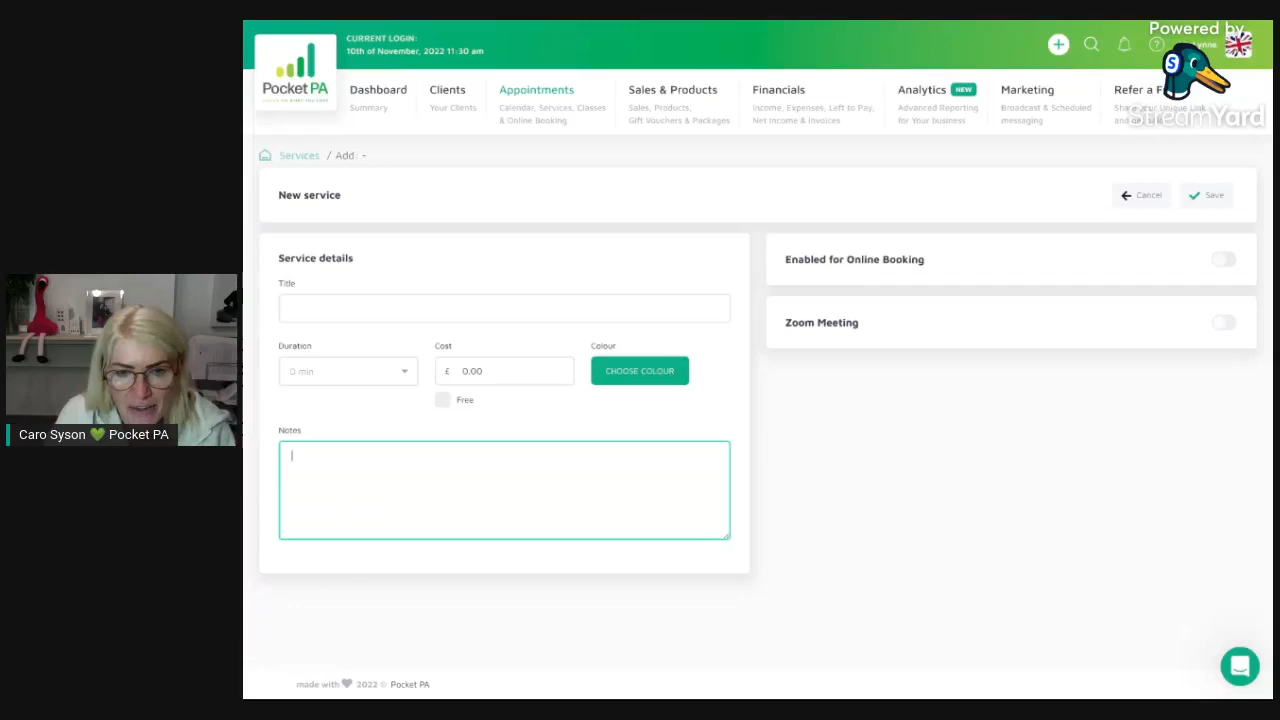 CURRENT LOGIN:
10th of November, 2022 11:30 am
Powered by
StreamYard
S
Pocket PA
Dashboard
Summary
Clients
Your Clients
Appointments
Calendar, Services, Classes
& Online Booking
Sales & Products
Sales, Products,
Gift Vouchers & Packages
Financials
Income, Expenses, Left to Pay,
Net Income & Invoices
Analytics NEW
Advanced Reporting
for Your business
Marketing
Broadcast & Scheduled
messaging
Refer a F
Unique Link
Services / Add: -
New service
Cancel
Save
Service details
Title
Duration
0 min
Cost
£ 0.00
Free
Colour
CHOOSE COLOUR
Notes
Enabled for Online Booking
Zoom Meeting
Caro Syson 💚 Pocket PA
made with ♥ 2022 © Pocket PA